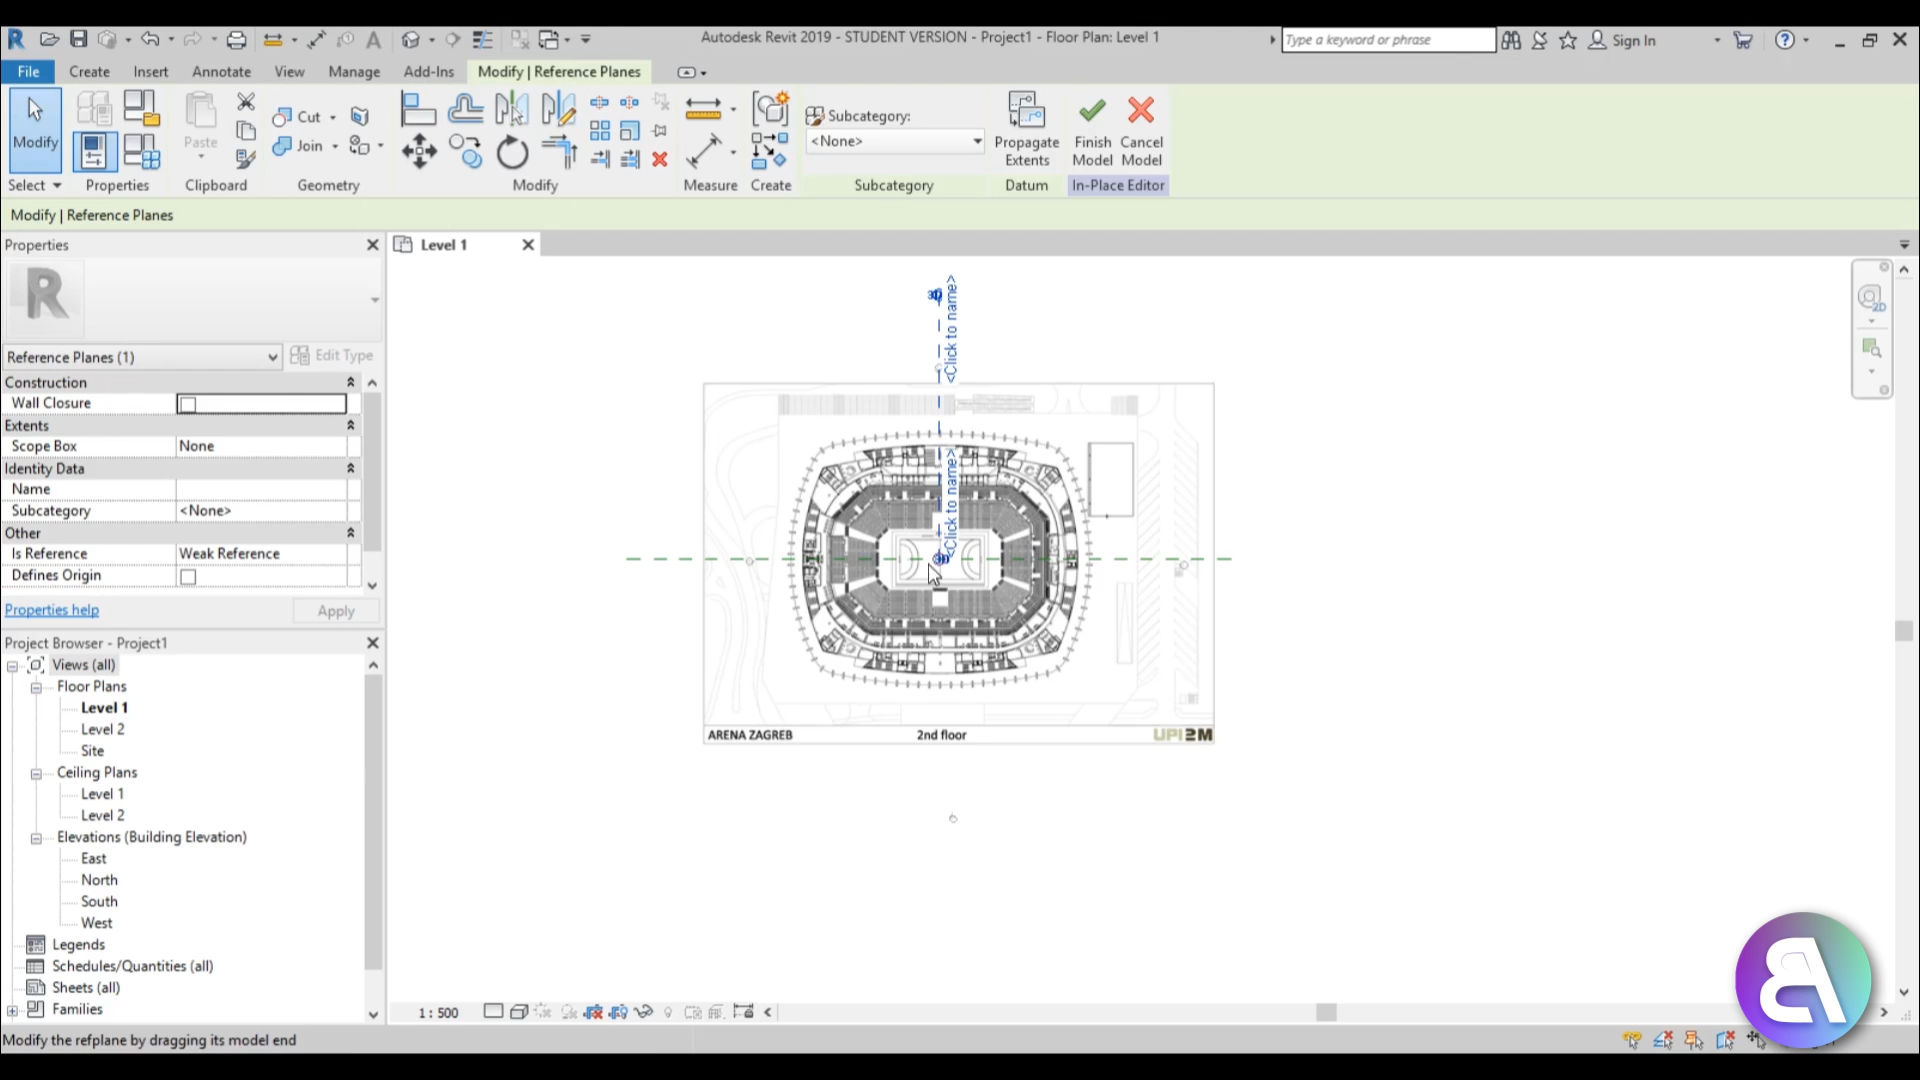 Autodesk Revit 2019 - STUDENT VERSION - Project1 - Floor Plan: Level 1
Type a keyword or phrase
Sign In
File Create Insert Annotate View Manage Add-Ins Modify | Reference Planes
Modify
Paste
Cut
Join
Subcategory:
<None>
Propagate Extents
Finish Model
Cancel Model
Select Properties Clipboard Geometry Modify Measure Create Subcategory Datum In-Place Editor
Modify | Reference Planes
Properties
Level 1
R
Reference Planes (1)
Edit Type
Construction
Wall Closure
Extents
Scope Box None
Identity Data
Name
Subcategory <None>
Other
Is Reference Weak Reference
Defines Origin
Properties help
Apply
Project Browser - Project1
Views (all)
Floor Plans
Level 1
Level 2
Site
Ceiling Plans
Level 1
Level 2
Elevations (Building Elevation)
East
North
South
West
Legends
Schedules/Quantities (all)
Sheets (all)
Families
<Click to name>
<Click to name>
2D
ARENA ZAGREB
2nd floor
UPI2M
1 : 500
Modify the refplane by dragging its model end